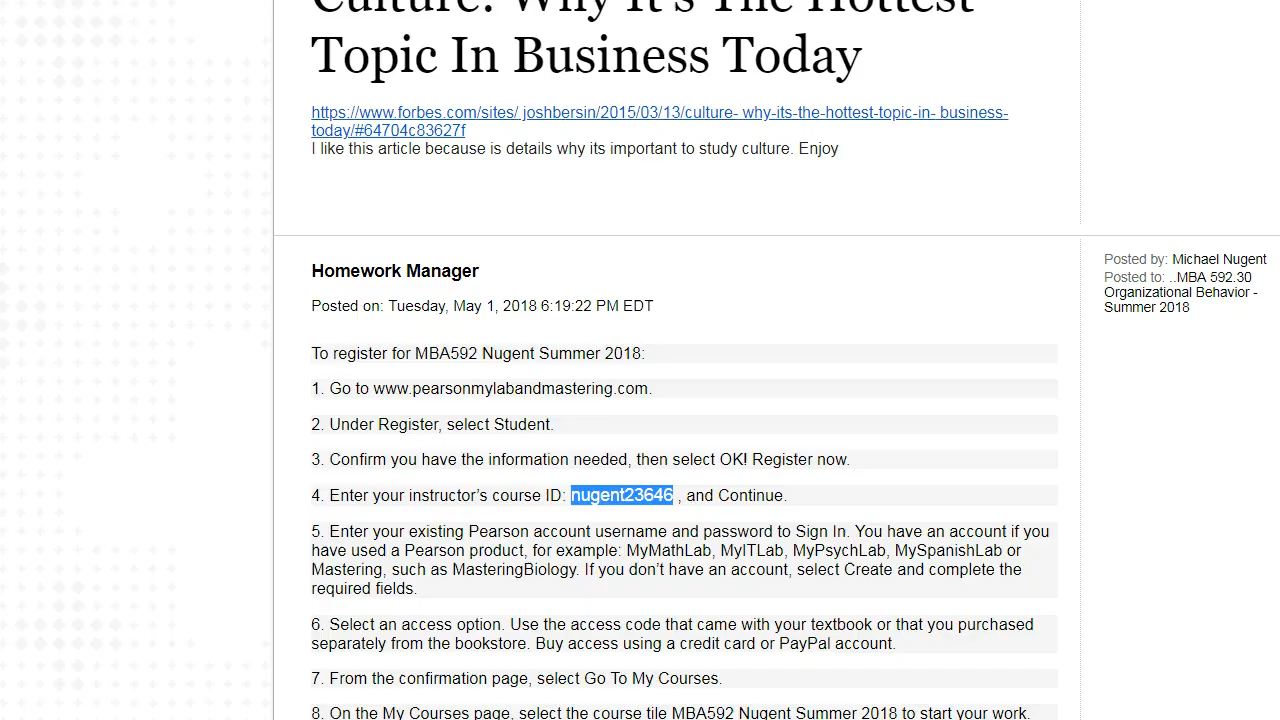 Culture: Why It's The Hottest
Topic In Business Today
https://www.forbes.com/sites/ joshbersin/2015/03/13/culture- why-its-the-hottest-topic-in- business-
today/#64704c83627f
I like this article because is details why its important to study culture. Enjoy
Homework Manager
Posted on: Tuesday, May 1, 2018 6:19:22 PM EDT
Posted by: Michael Nugent
Posted to: ..MBA 592.30
Organizational Behavior -
Summer 2018
To register for MBA592 Nugent Summer 2018:
1. Go to www.pearsonmylabandmastering.com.
2. Under Register, select Student.
3. Confirm you have the information needed, then select OK! Register now.
4. Enter your instructor’s course ID: nugent23646 , and Continue.
5. Enter your existing Pearson account username and password to Sign In. You have an account if you
have used a Pearson product, for example: MyMathLab, MyITLab, MyPsychLab, MySpanishLab or
Mastering, such as MasteringBiology. If you don’t have an account, select Create and complete the
required fields.
6. Select an access option. Use the access code that came with your textbook or that you purchased
separately from the bookstore. Buy access using a credit card or PayPal account.
7. From the confirmation page, select Go To My Courses.
8. On the My Courses page, select the course tile MBA592 Nugent Summer 2018 to start your work.